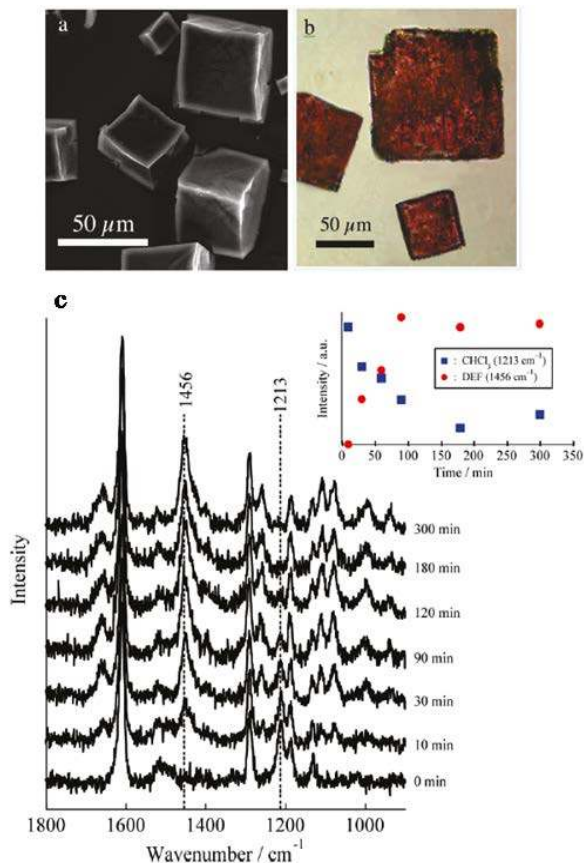 a
50 µm
b
50 µm
c
Intensity / a.u.
: CHCl₃ (1213 cm⁻¹)
: DEF (1456 cm⁻¹)
0 50 100 150 200 250 300 350
Time / min
1456
1213
Intensity
300 min
180 min
120 min
90 min
30 min
10 min
0 min
1800 1600 1400 1200 1000
Wavenumber / cm⁻¹